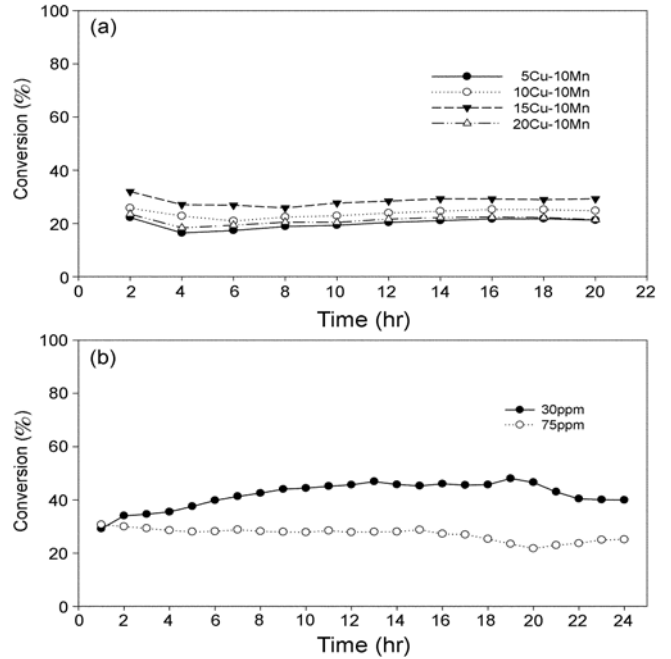 100
(a)
80
5Cu-10Mn
10Cu-10Mn
15Cu-10Mn
20Cu-10Mn
60
Conversion (%)
40
20
0
0 2 4 6 8 10 12 14 16 18 20 22
Time (hr)
100
(b)
80
30ppm
75ppm
60
Conversion (%)
40
20
0
0 2 4 6 8 10 12 14 16 18 20 22 24
Time (hr)